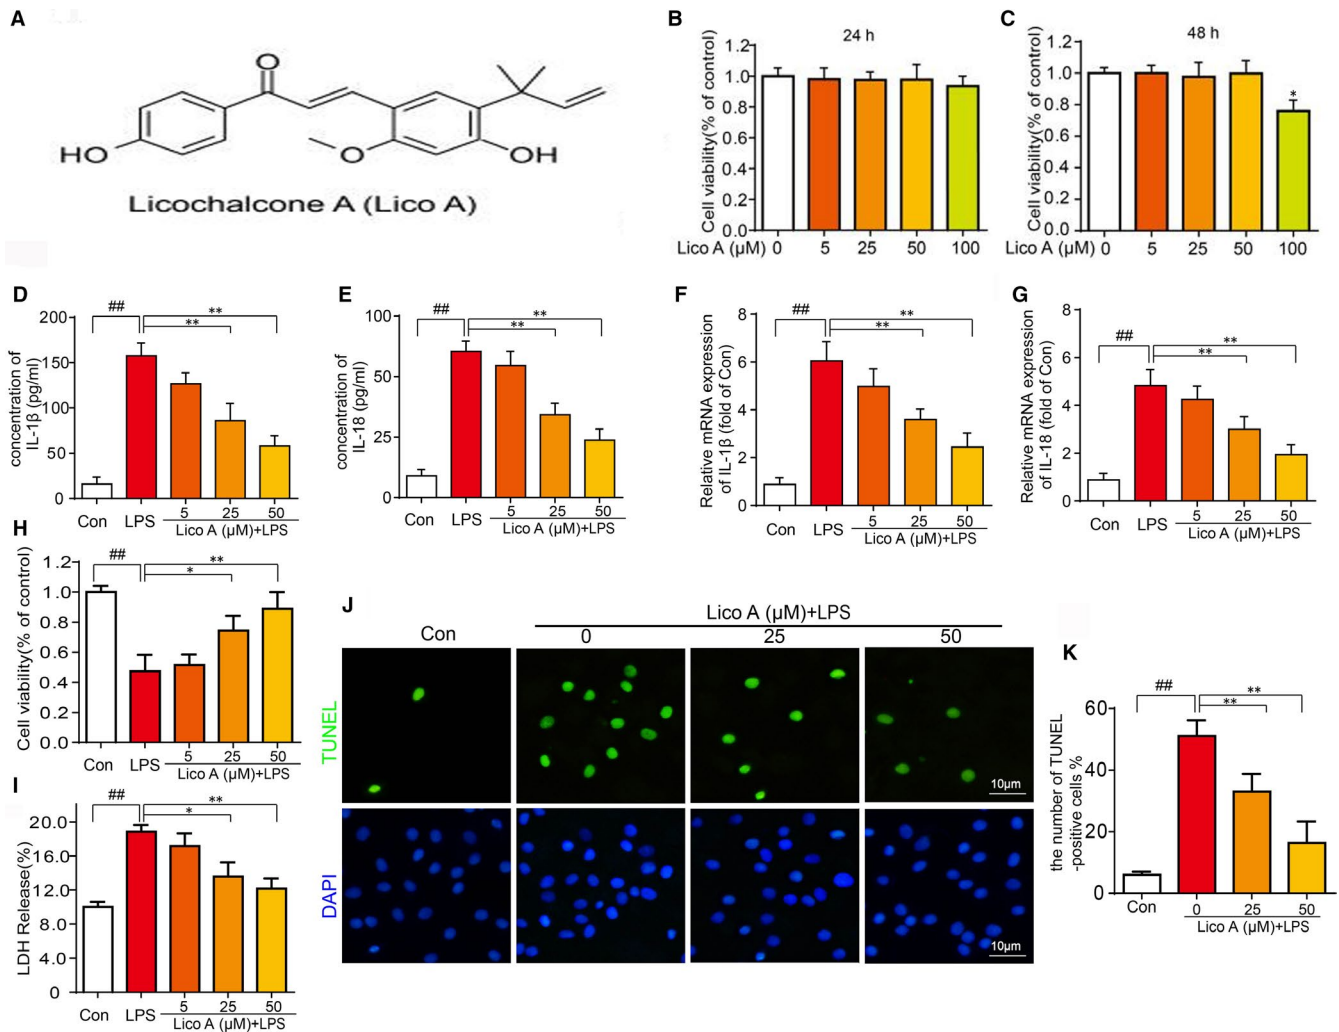 A
O
HO
O
OH
Licochalcone A (Lico A)
B
24 h
Cell viability(% of control)
1.2
1.0
0.8
0.6
0.4
0.2
0.0
Lico A (μM) 0 5 25 50 100
C
48 h
Cell viability(% of control)
1.2
1.0
0.8
0.6
0.4
0.2
0.0
*
Lico A (μM) 0 5 25 50 100
D
concentration of
IL-1β (pg/ml)
200
150
100
50
0
##
**
**
Con LPS 5 25 50
Lico A (μM)+LPS
E
concentration of
IL-18 (pg/ml)
100
50
25
0
##
**
**
Con LPS 5 25 50
Lico A (μM)+LPS
F
Relative mRNA expression
of IL-1β (fold of Con)
8
6
4
2
0
##
**
**
Con LPS 5 25 50
Lico A (μM)+LPS
G
Relative mRNA expression
of IL-18 (fold of Con)
8
6
4
2
0
##
**
**
Con LPS 5 25 50
Lico A (μM)+LPS
H
Cell viability(% of control)
1.2
1.0
0.8
0.6
0.4
0.2
0.0
##
**
*
Con LPS 5 25 50
Lico A (μM)+LPS
I
LDH Release(%)
20.0
16.0
12.0
8.0
4.0
0
##
**
*
Con LPS 5 25 50
Lico A (μM)+LPS
J
Lico A (μM)+LPS
Con 0 25 50
TUNEL
10μm
DAPI
10μm
K
the number of TUNEL
-positive cells %
60
40
20
0
##
**
**
Con 0 25 50
Lico A (μM)+LPS